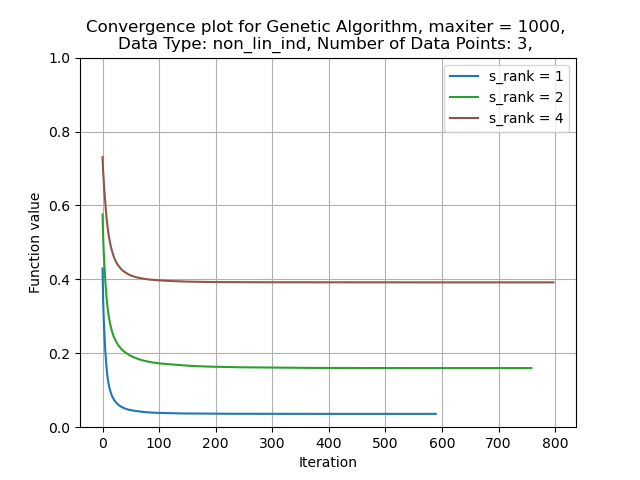 Convergence plot for Genetic Algorithm, maxiter = 1000,
Data Type: non_lin_ind, Number of Data Points: 3,
s_rank = 1
s_rank = 2
s_rank = 4
Function value
1.0
0.8
0.6
0.4
0.2
0.0
0 100 200 300 400 500 600 700 800
Iteration